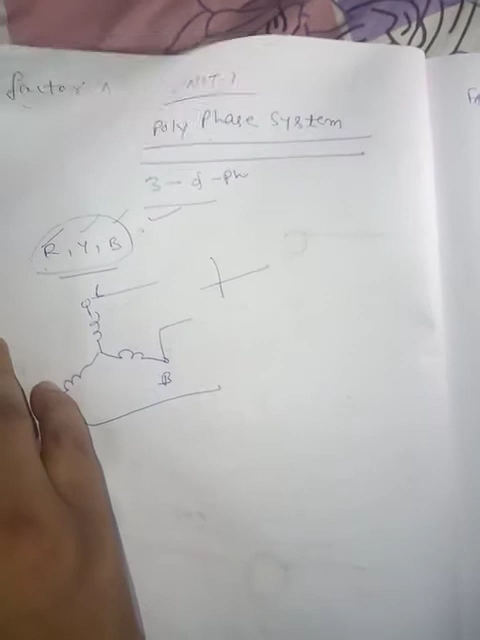 factor
UNIT-1
Poly Phase System
3-ϕ-Ph
R, Y, B
B